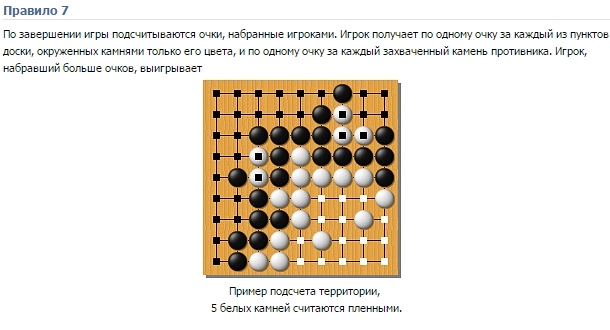 Правило 7
По завершении игры подсчитываются очки, набранные игроками. Игрок получает по одному очку за каждый из пунктов
доски, окруженных камнями только его цвета, и по одному очку за каждый захваченный камень противника. Игрок,
набравший больше очков, выигрывает
Пример подсчета территории,
5 белых камней считаются пленными.